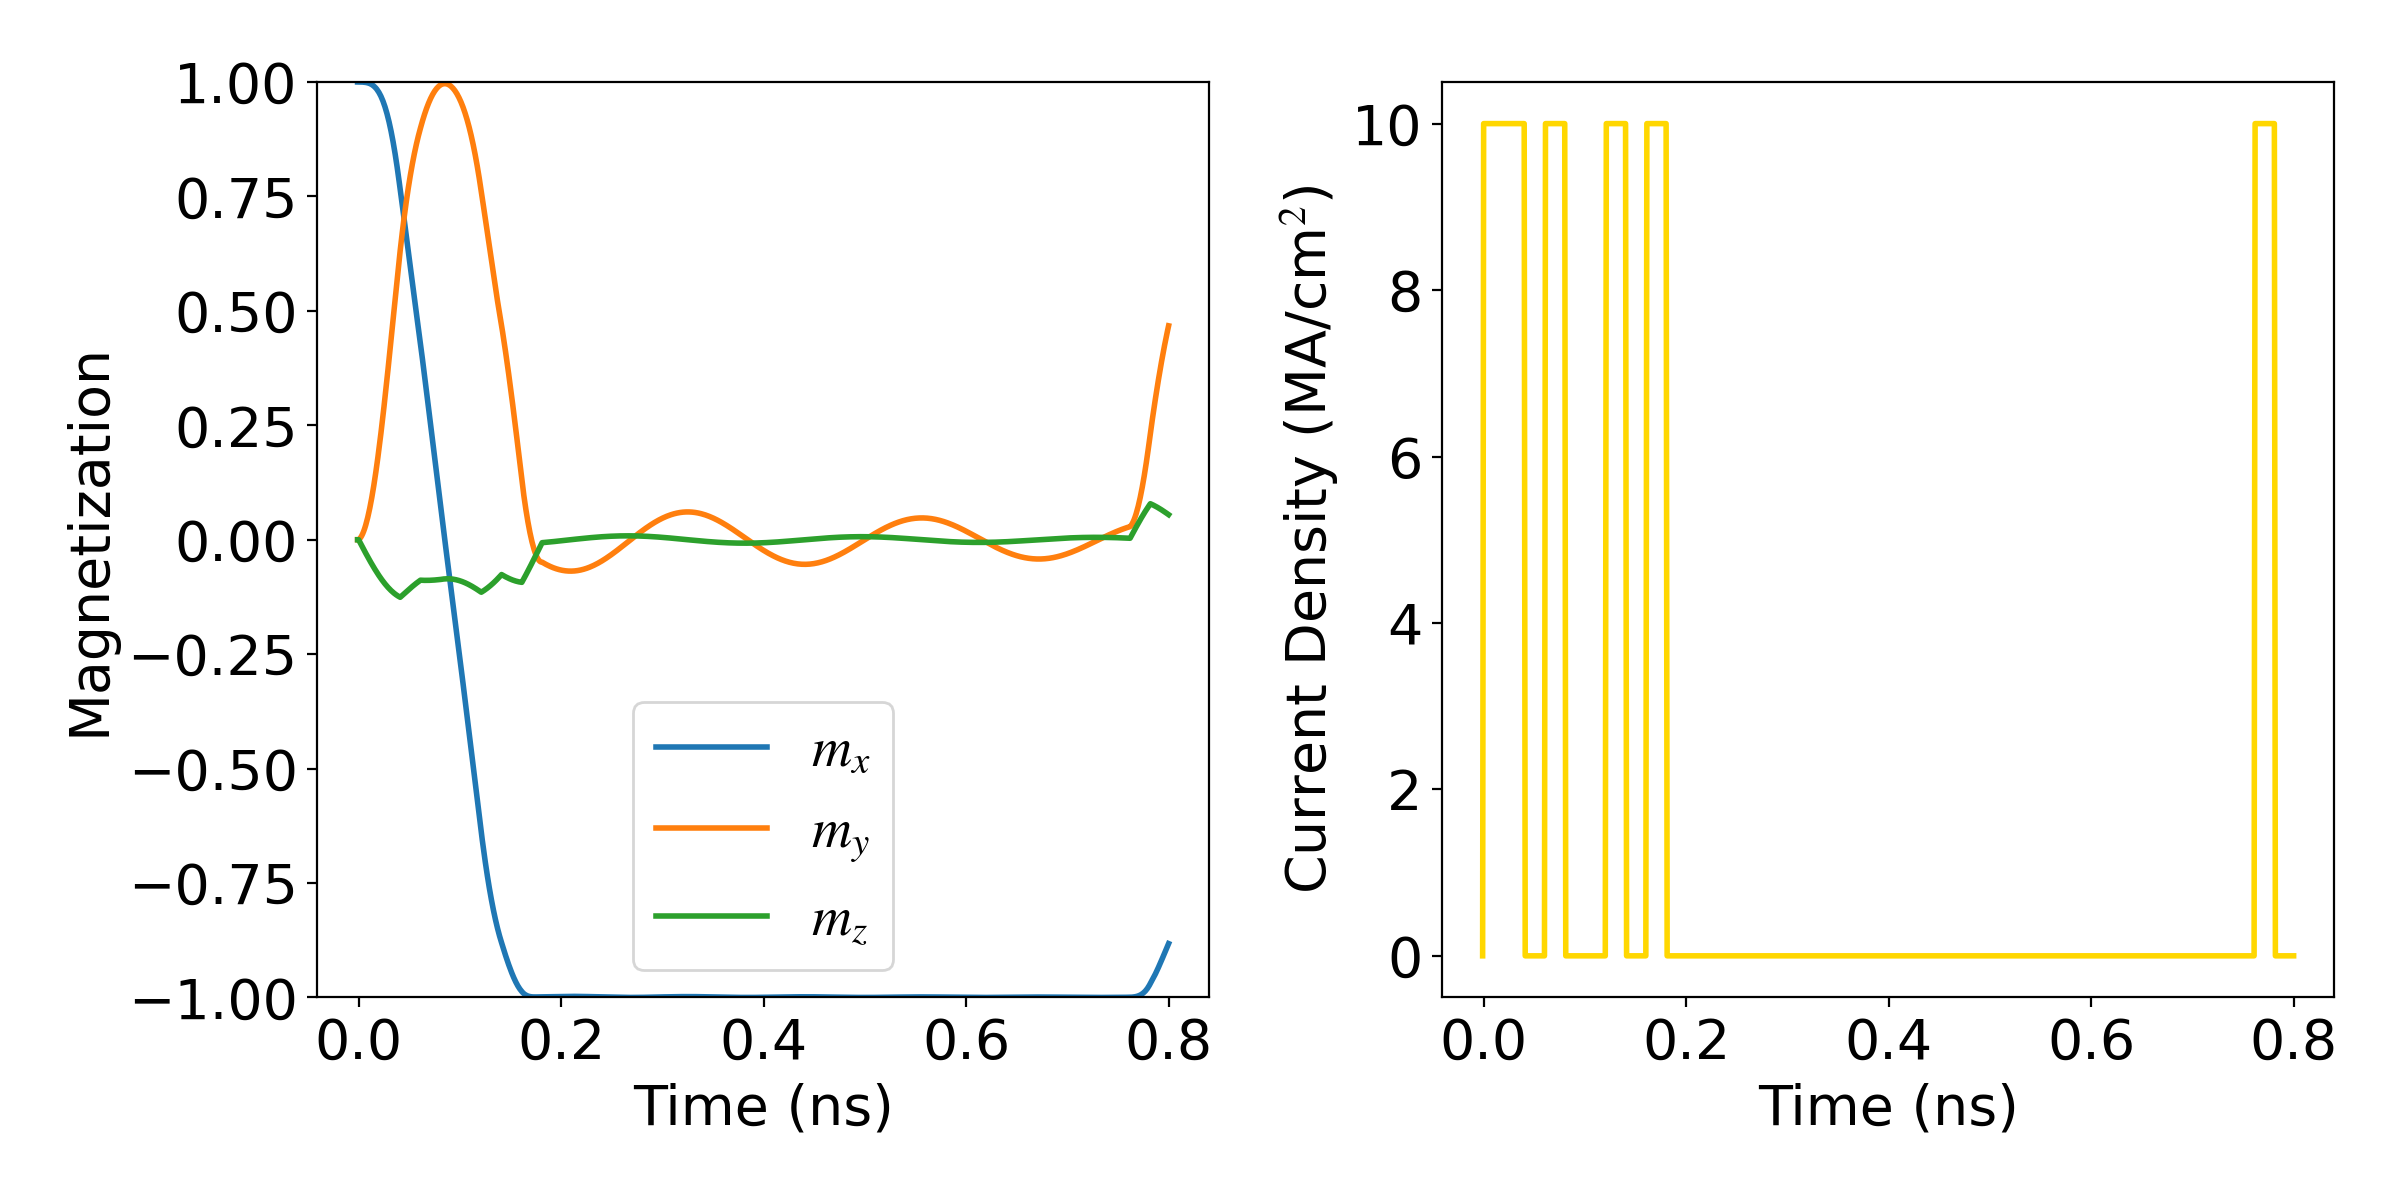 Magnetization
1.00
0.75
0.50
0.25
0.00
−0.25
−0.50
−0.75
−1.00
0.0 0.2 0.4 0.6 0.8
Time (ns)
m_x
m_y
m_z
Current Density (MA/cm²)
10
8
6
4
2
0
0.0 0.2 0.4 0.6 0.8
Time (ns)